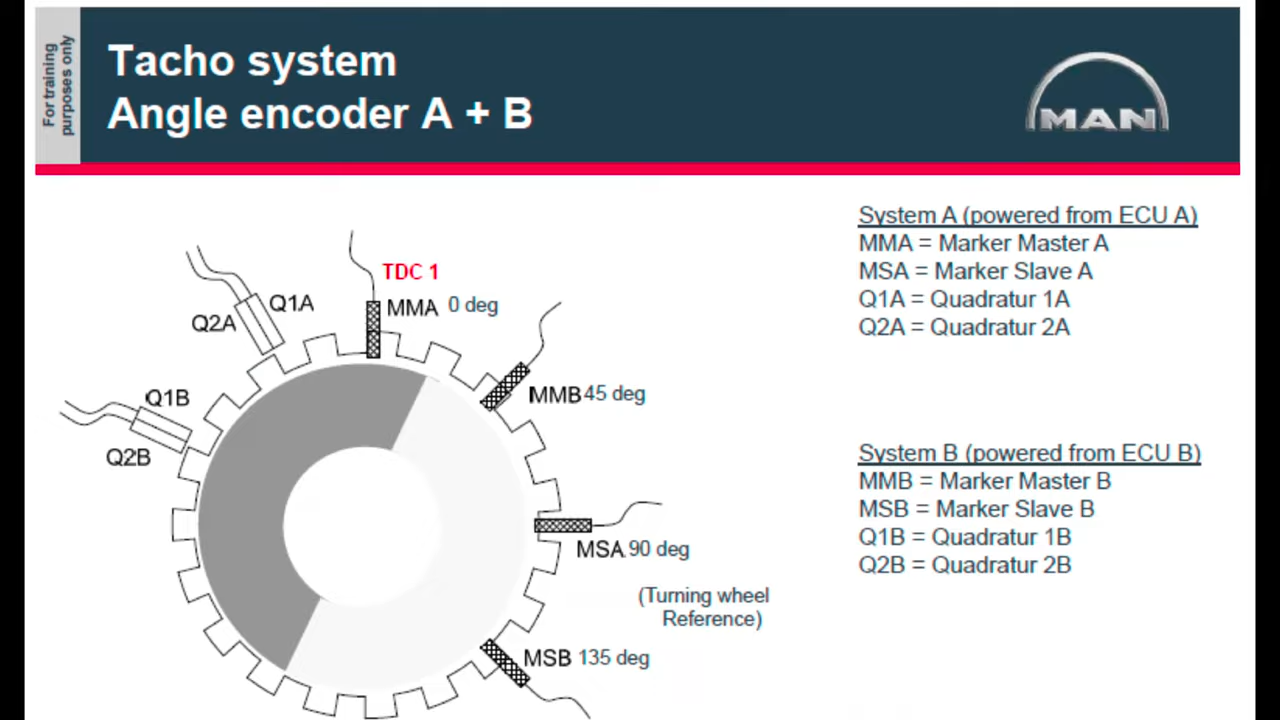 For training
purposes only
Tacho system
Angle encoder A + B
MAN
TDC 1
MMA 0 deg
Q1A
Q2A
MMB 45 deg
Q1B
Q2B
MSA 90 deg
(Turning wheel
Reference)
MSB 135 deg
System A (powered from ECU A)
MMA = Marker Master A
MSA = Marker Slave A
Q1A = Quadratur 1A
Q2A = Quadratur 2A
System B (powered from ECU B)
MMB = Marker Master B
MSB = Marker Slave B
Q1B = Quadratur 1B
Q2B = Quadratur 2B